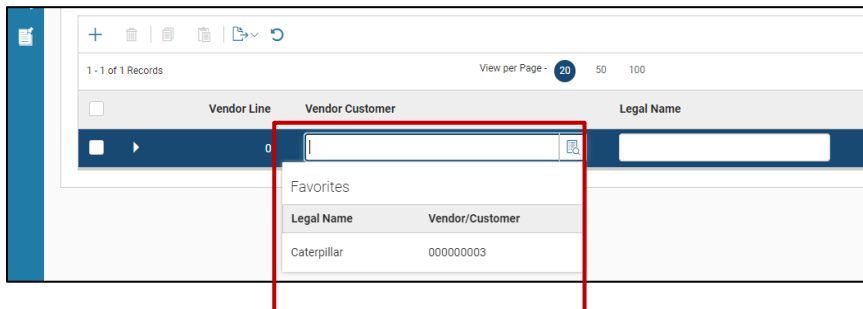 1 - 1 of 1 Records View per Page - 20 50 100
Vendor Line Vendor Customer Legal Name
0
Favorites
Legal Name Vendor/Customer
Caterpillar 000000003